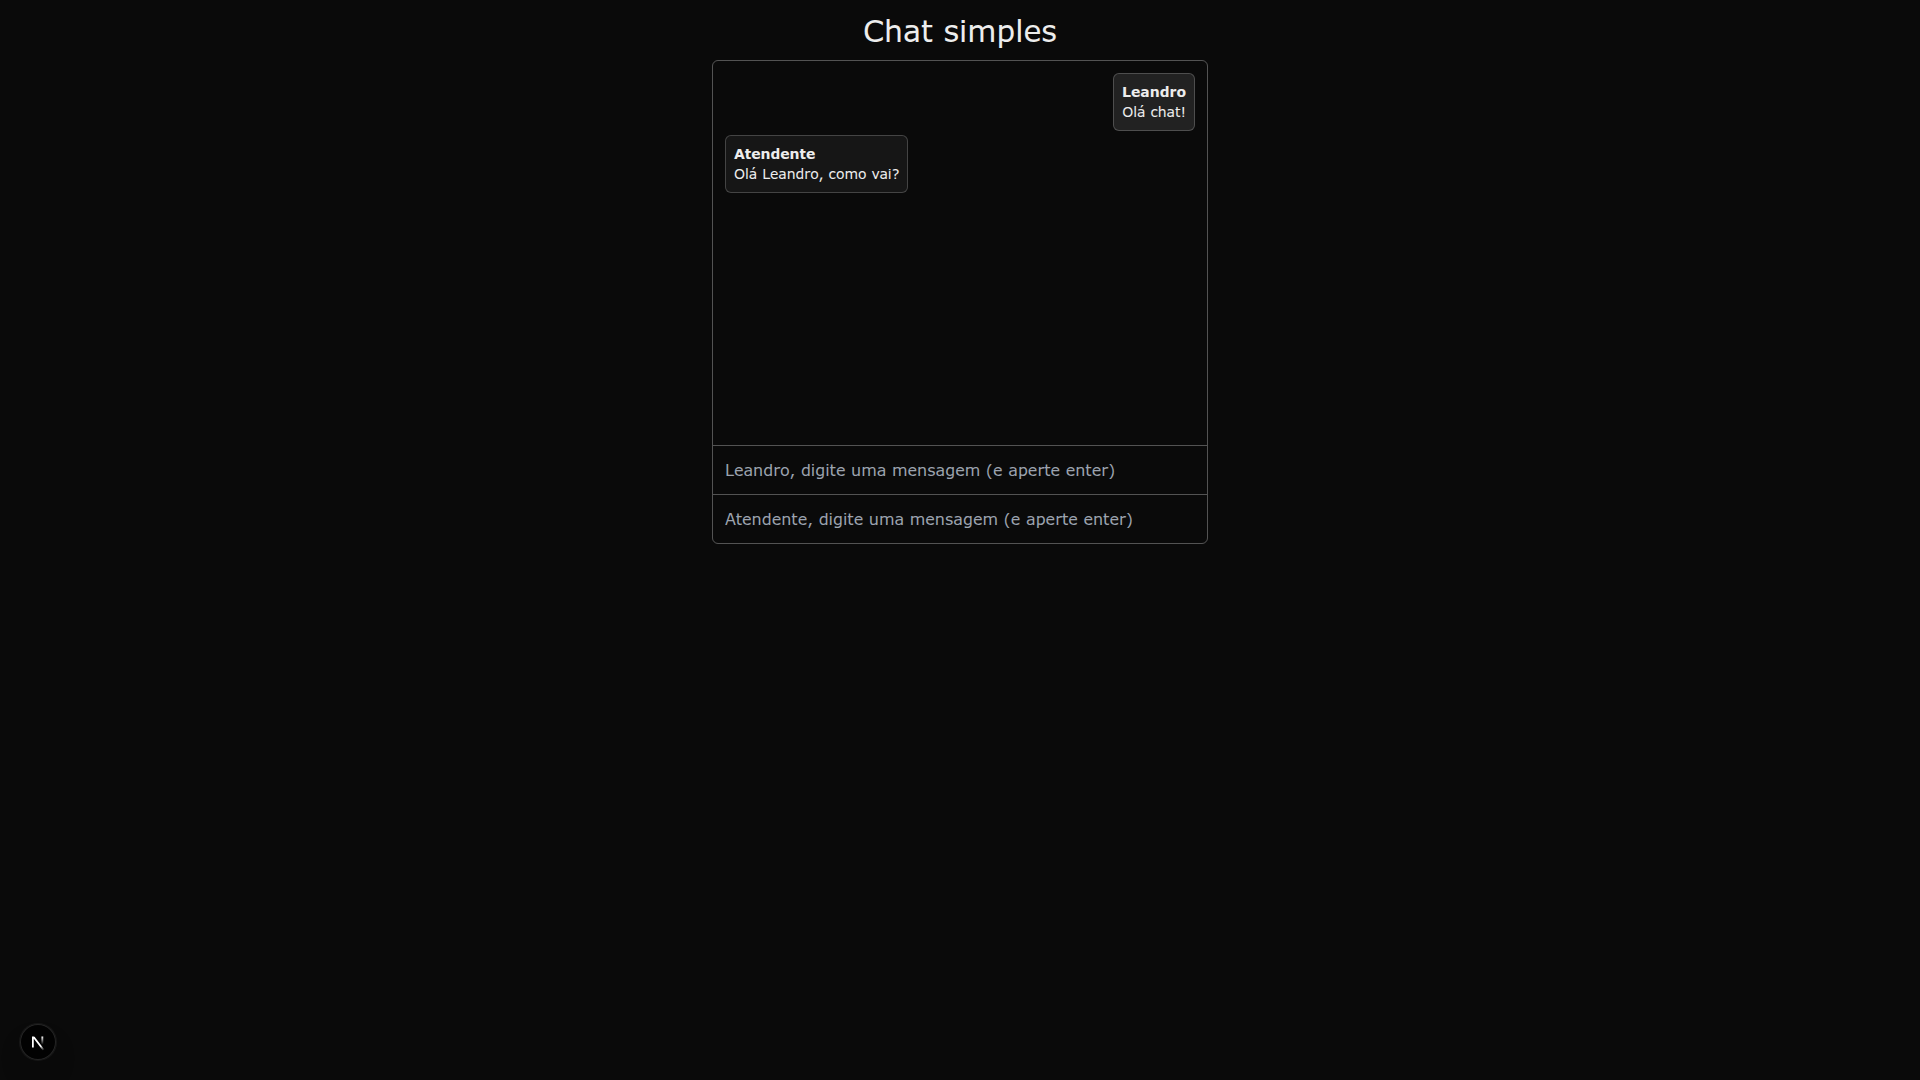 Chat simples
Leandro
Olá chat!
Atendente
Olá Leandro, como vai?
Leandro, digite uma mensagem (e aperte enter)
Atendente, digite uma mensagem (e aperte enter)
N